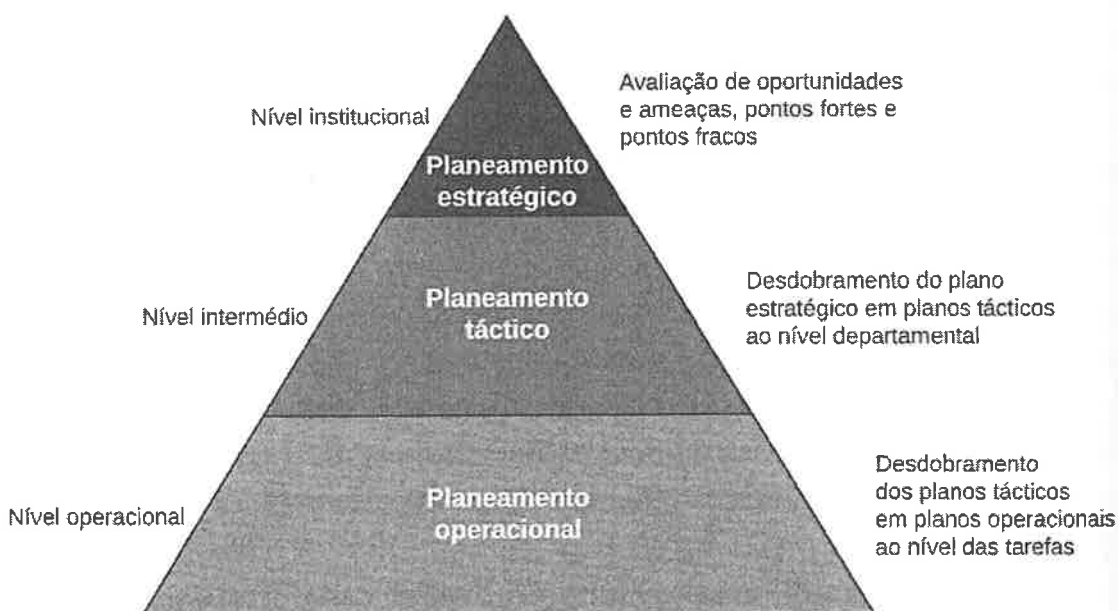 Nível institucional
Planeamento
estratégico
Avaliação de oportunidades
e ameaças, pontos fortes e
pontos fracos
Nível intermédio
Planeamento
táctico
Desdobramento do plano
estratégico em planos tácticos
ao nível departamental
Nível operacional
Planeamento
operacional
Desdobramento
dos planos tácticos
em planos operacionais
ao nível das tarefas